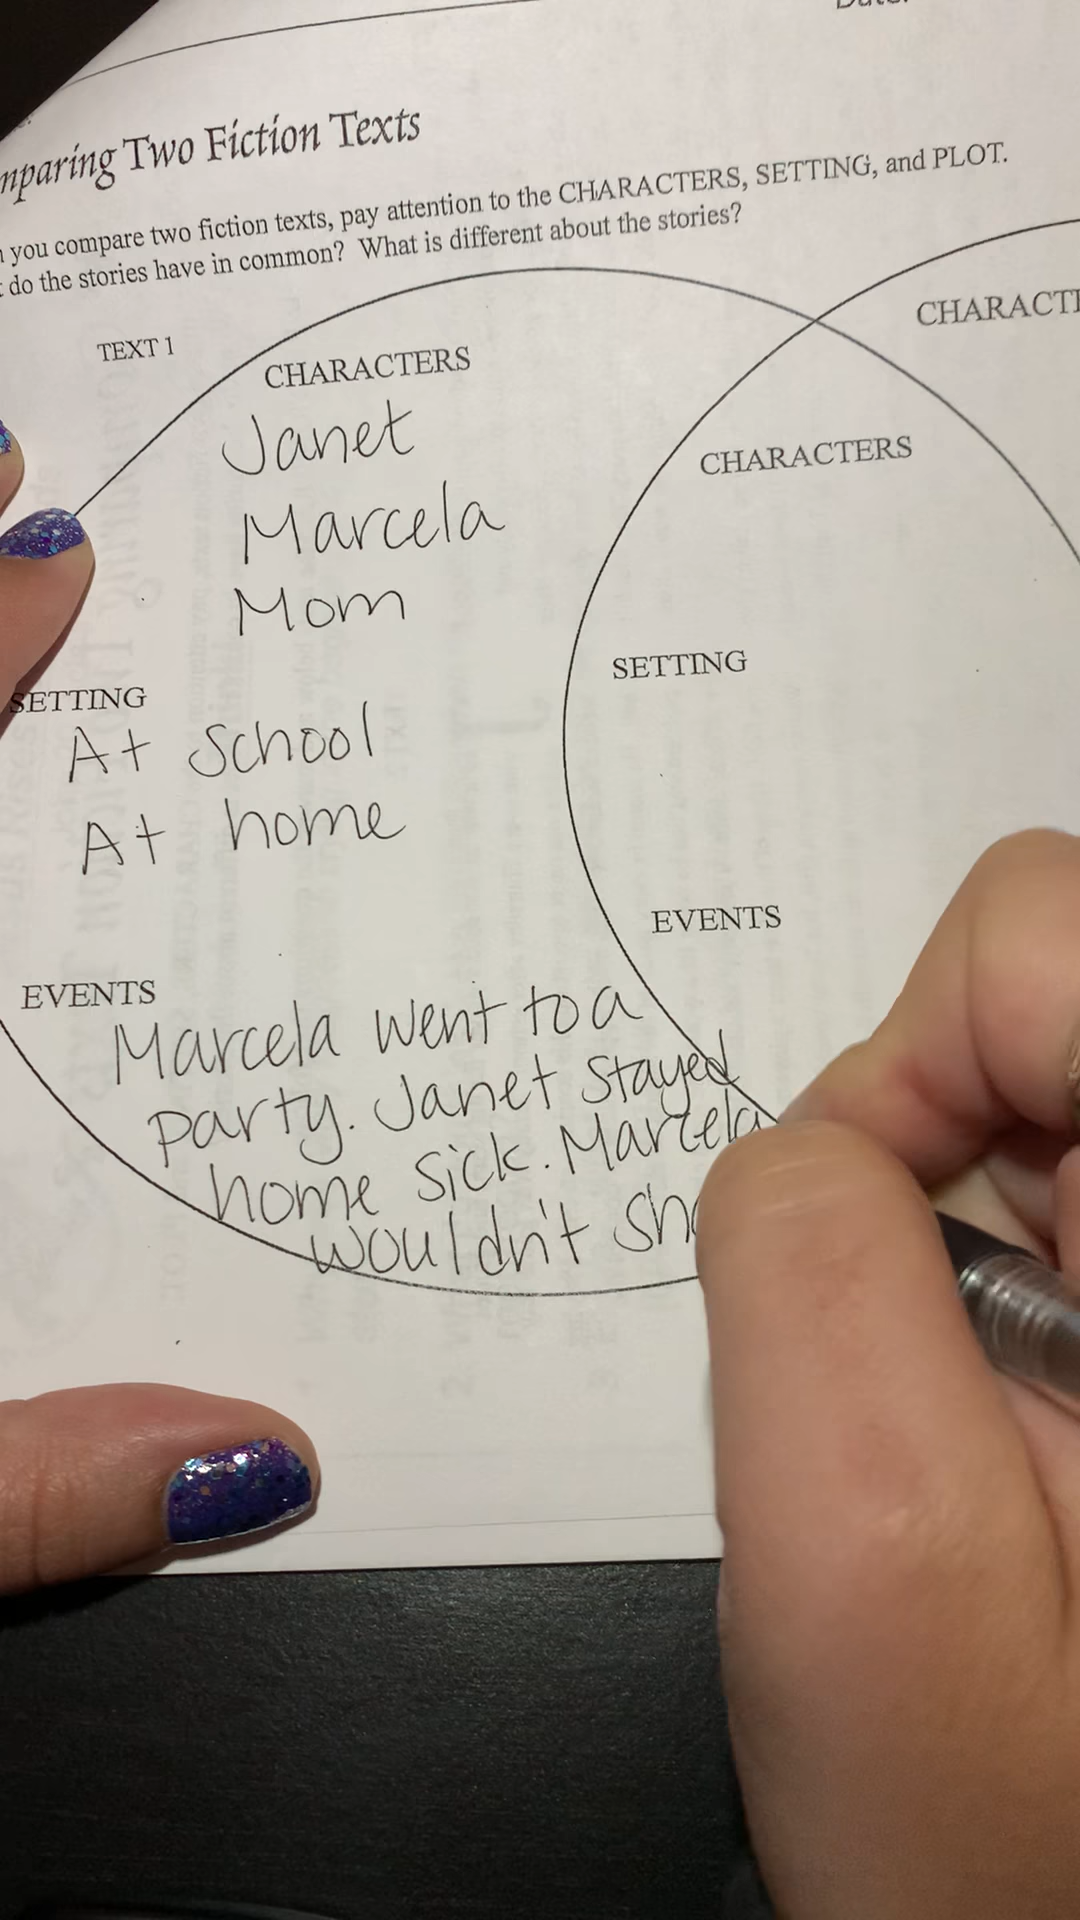 Two Fiction Texts
you compare two fiction texts, pay attention to the CHARACTERS, SETTING, and PLOT.
do the stories have in common? What is different about the stories?
TEXT 1
CHARACTERS
Janet
Marcela
Mom
SETTING
At school
At home
EVENTS
Marcela went to a
party. Janet stayed
home sick. Marcela
wouldn't
CHARACTERS
SETTING
EVENTS